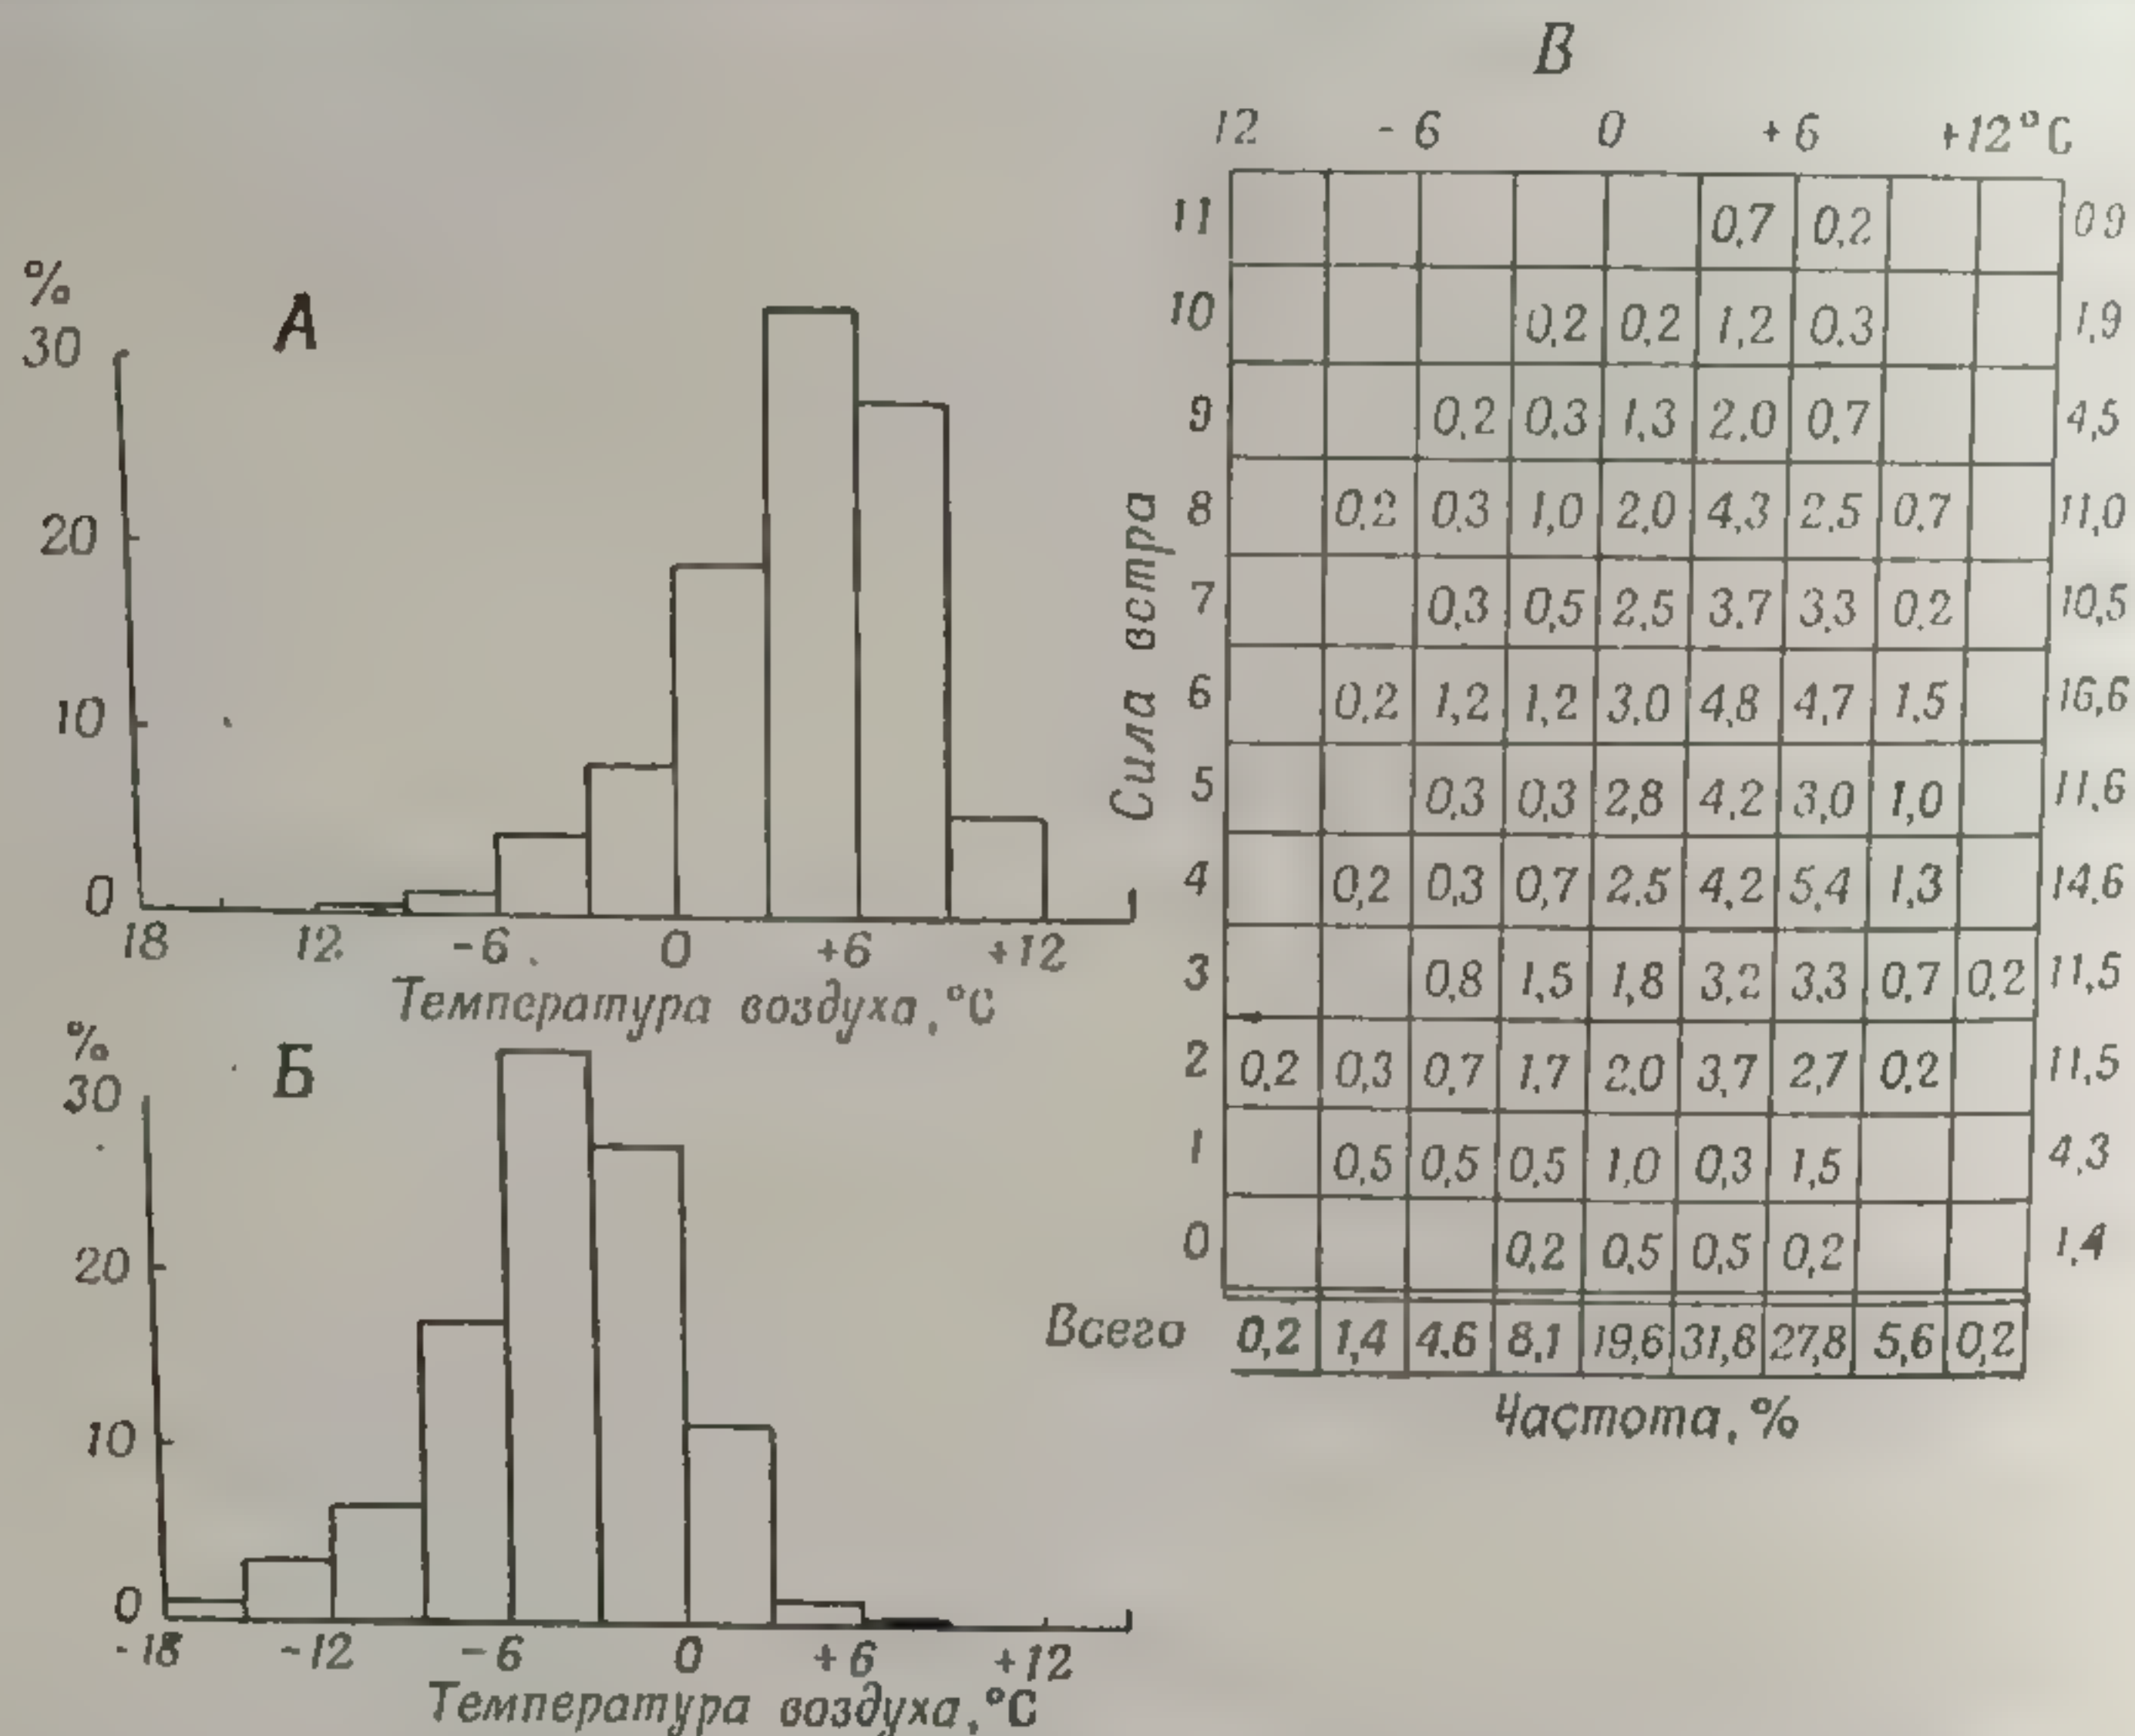 А
%
30
20
10
0
18 12 -6 0 +6 +12
Температура воздуха, °С
Б
%
30
20
10
0
-18 -12 -6 0 +6 +12
Температура воздуха, °С
В
12 - 6 0 + 6 +12°С
Сила ветра
11 0,7 0,2 0 9
10 0,2 0,2 1,2 0.3 1,9
9 0,2 0,3 1,3 2.0 0,7 4,5
8 0,2 0,3 1,0 2,0 4,3 2,5 0,7 11,0
7 0,3 0,5 2,5 3.7 3,3 0,2 10,5
6 0,2 1,2 1,2 3,0 4,8 4,7 1,5 16,6
5 0,3 0,3 2,8 4,2 3,0 1,0 11,6
4 0,2 0,3 0,7 2,5 4,2 5,4 1,3 14,6
3 0,8 1,5 1,8 3,2 3,3 0,7 0,2 11,5
2 0,2 0,3 0,7 1,7 2,0 3,7 2,7 0,2 11,5
1 0,5 0,5 0,5 1,0 0,3 1,5 4,3
0 0,2 0,5 0,5 0,2 1,4
Всего 0,2 1,4 4,6 8,1 19,6 31,8 27,8 5,6 0,2
Частота, %